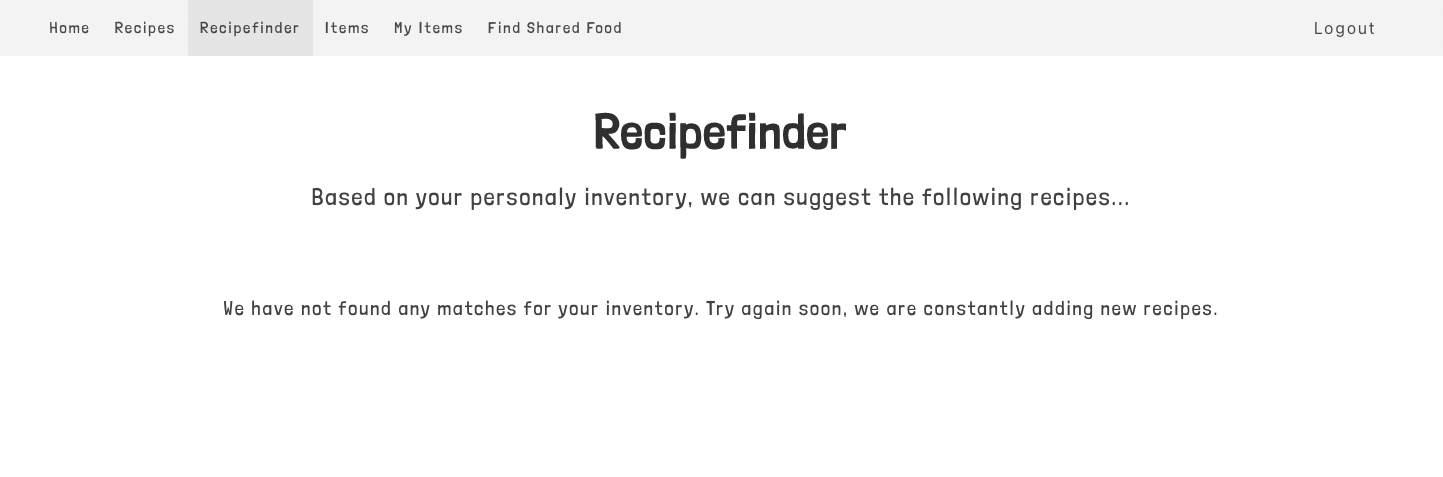 Home Recipes Recipefinder Items My Items Find Shared Food Logout
Recipefinder
Based on your personaly inventory, we can suggest the following recipes...
We have not found any matches for your inventory. Try again soon, we are constantly adding new recipes.